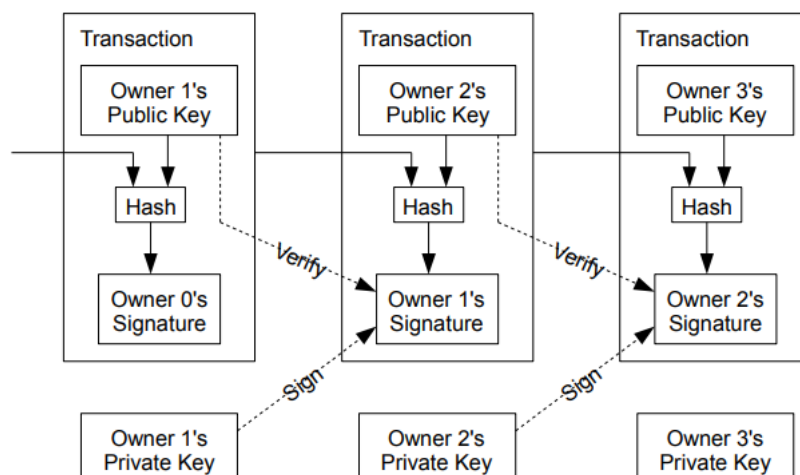 Transaction
Owner 1's
Public Key
Hash
Owner 0's
Signature
Transaction
Owner 2's
Public Key
Hash
Verify
Owner 1's
Signature
Transaction
Owner 3's
Public Key
Hash
Verify
Owner 2's
Signature
Owner 1's
Private Key
Sign
Owner 2's
Private Key
Sign
Owner 3's
Private Key